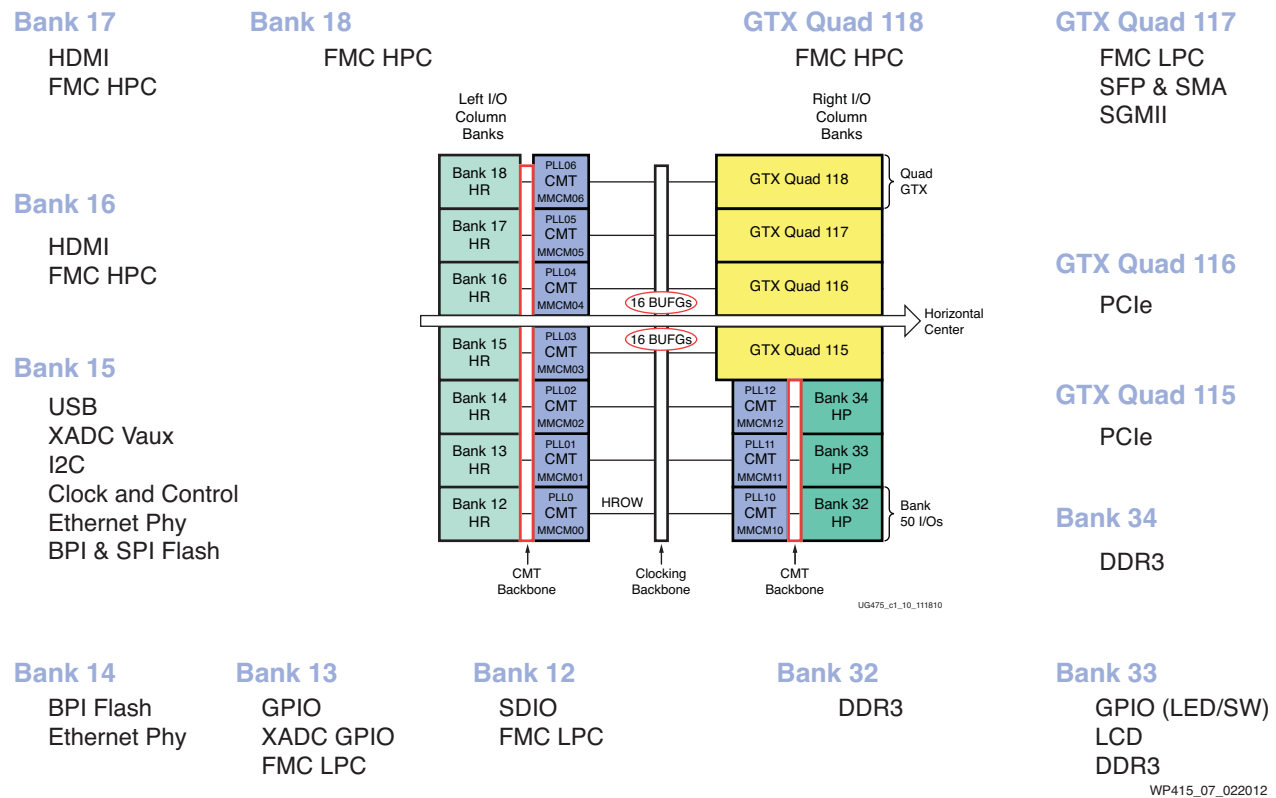 Bank 17
HDMI
FMC HPC
Bank 18
FMC HPC
GTX Quad 118
FMC HPC
GTX Quad 117
FMC LPC
SFP & SMA
SGMII
Bank 16
HDMI
FMC HPC
Bank 15
USB
XADC Vaux
I2C
Clock and Control
Ethernet Phy
BPI & SPI Flash
Left I/O
Column
Banks
Right I/O
Column
Banks
Bank 18
HR
PLL06
CMT
MMCM06
GTX Quad 118
Quad
GTX
Bank 17
HR
PLL05
CMT
MMCM05
GTX Quad 117
Bank 16
HR
PLL04
CMT
MMCM04
GTX Quad 116
16 BUFGs
Horizontal
Center
16 BUFGs
Bank 15
HR
PLL03
CMT
MMCM03
GTX Quad 115
Bank 14
HR
PLL02
CMT
MMCM02
PLL12
CMT
MMCM12
Bank 34
HP
Bank 13
HR
PLL01
CMT
MMCM01
PLL11
CMT
MMCM11
Bank 33
HP
Bank 12
HR
PLL0
CMT
MMCM00
HROW
PLL10
CMT
MMCM10
Bank 32
HP
Bank
50 I/Os
CMT
Backbone
Clocking
Backbone
CMT
Backbone
UG475_c1_10_111810
GTX Quad 116
PCIe
GTX Quad 115
PCIe
Bank 34
DDR3
Bank 14
BPI Flash
Ethernet Phy
Bank 13
GPIO
XADC GPIO
FMC LPC
Bank 12
SDIO
FMC LPC
Bank 32
DDR3
Bank 33
GPIO (LED/SW)
LCD
DDR3
WP415_07_022012